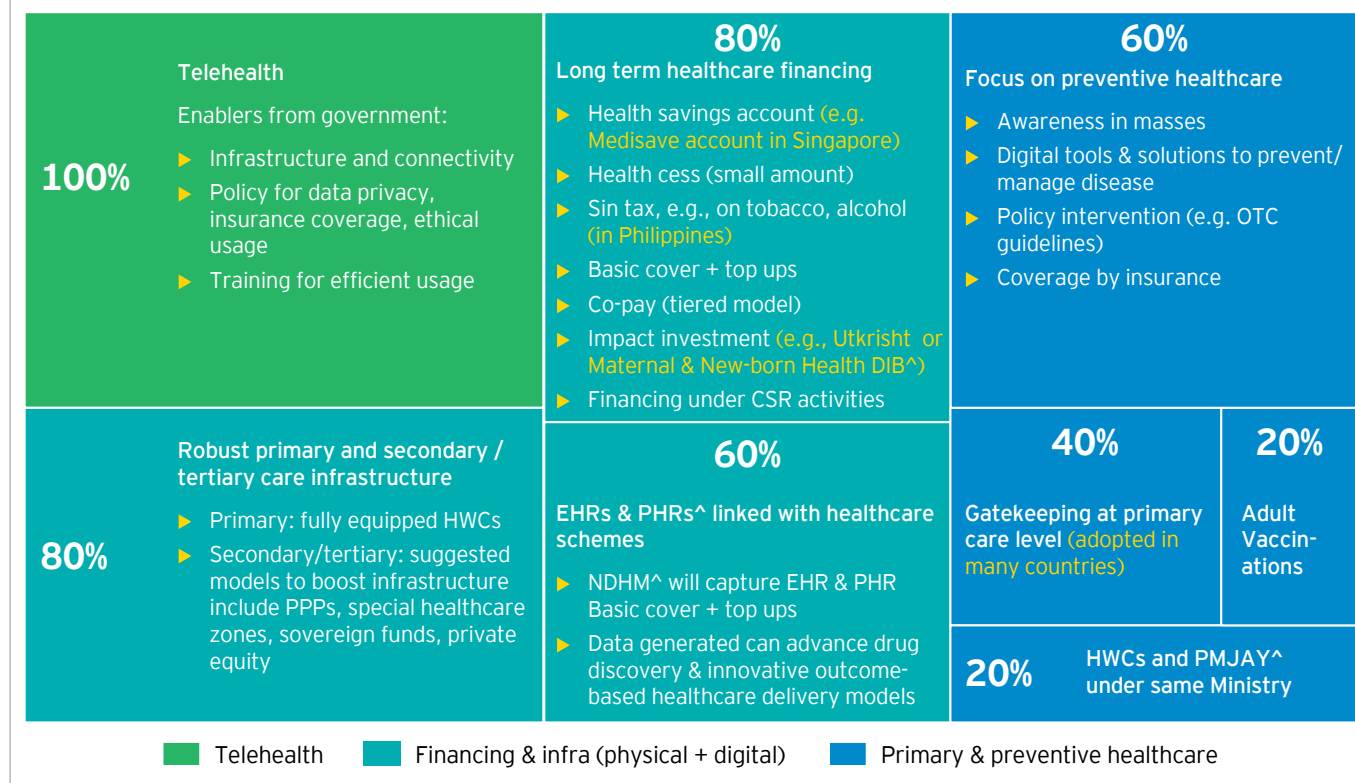 100%
Telehealth
Enablers from government:
► Infrastructure and connectivity
► Policy for data privacy,
insurance coverage, ethical
usage
► Training for efficient usage
80%
Long term healthcare financing
► Health savings account (e.g.
Medisave account in Singapore)
► Health cess (small amount)
► Sin tax, e.g., on tobacco, alcohol
(in Philippines)
► Basic cover + top ups
► Co-pay (tiered model)
► Impact investment (e.g., Utkrisht or
Maternal & New-born Health DIB^)
► Financing under CSR activities
60%
Focus on preventive healthcare
► Awareness in masses
► Digital tools & solutions to prevent/
manage disease
► Policy intervention (e.g. OTC
guidelines)
► Coverage by insurance
80%
Robust primary and secondary /
tertiary care infrastructure
► Primary: fully equipped HWCs
► Secondary/tertiary: suggested
models to boost infrastructure
include PPPs, special healthcare
zones, sovereign funds, private
equity
60%
EHRs & PHRs^ linked with healthcare
schemes
► NDHM^ will capture EHR & PHR
Basic cover + top ups
► Data generated can advance drug
discovery & innovative outcome-
based healthcare delivery models
40%
Gatekeeping at primary
care level (adopted in
many countries)
20%
Adult
Vaccin-
ations
20%
HWCs and PMJAY^
under same Ministry
Telehealth
Financing & infra (physical + digital)
Primary & preventive healthcare